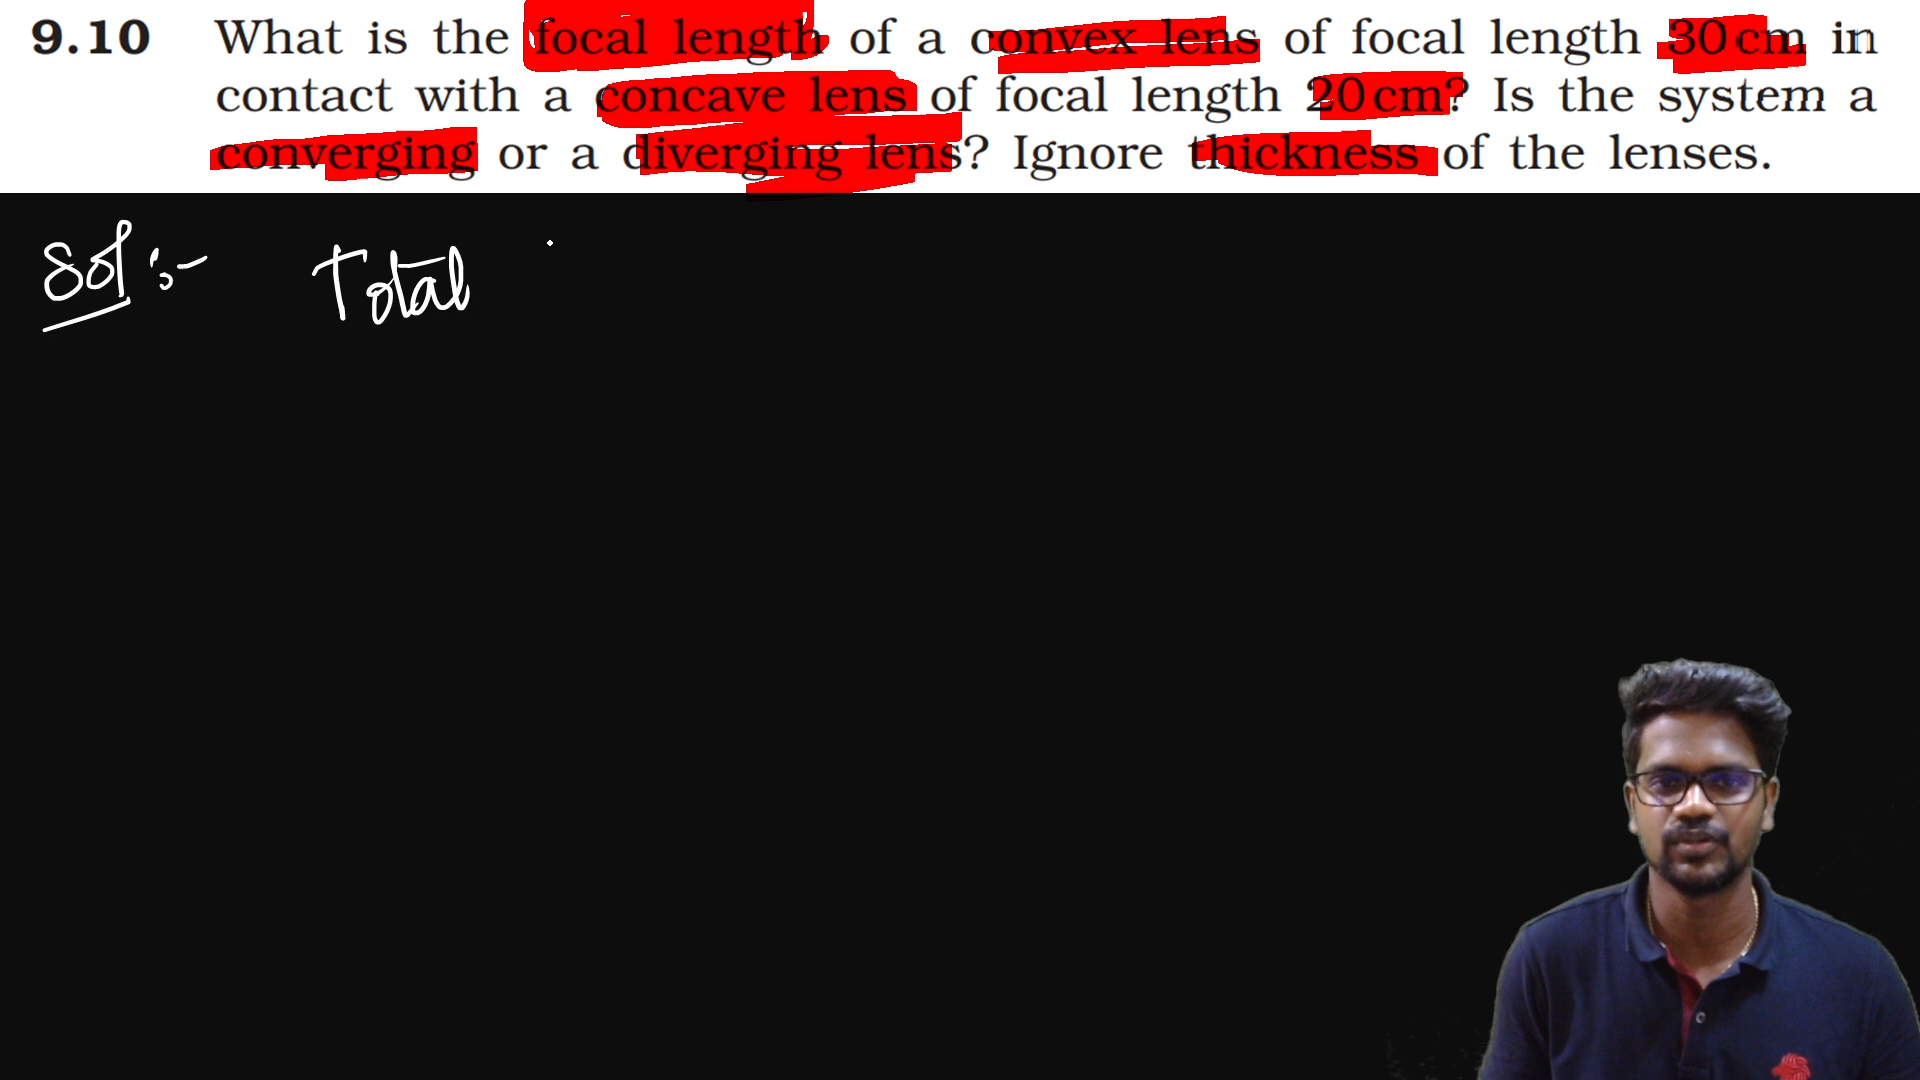 9.10 What is the focal length of a convex lens of focal length 30 cm in
contact with a concave lens of focal length 20 cm? Is the system a
converging or a diverging lens? Ignore thickness of the lenses.
Sol :- Total